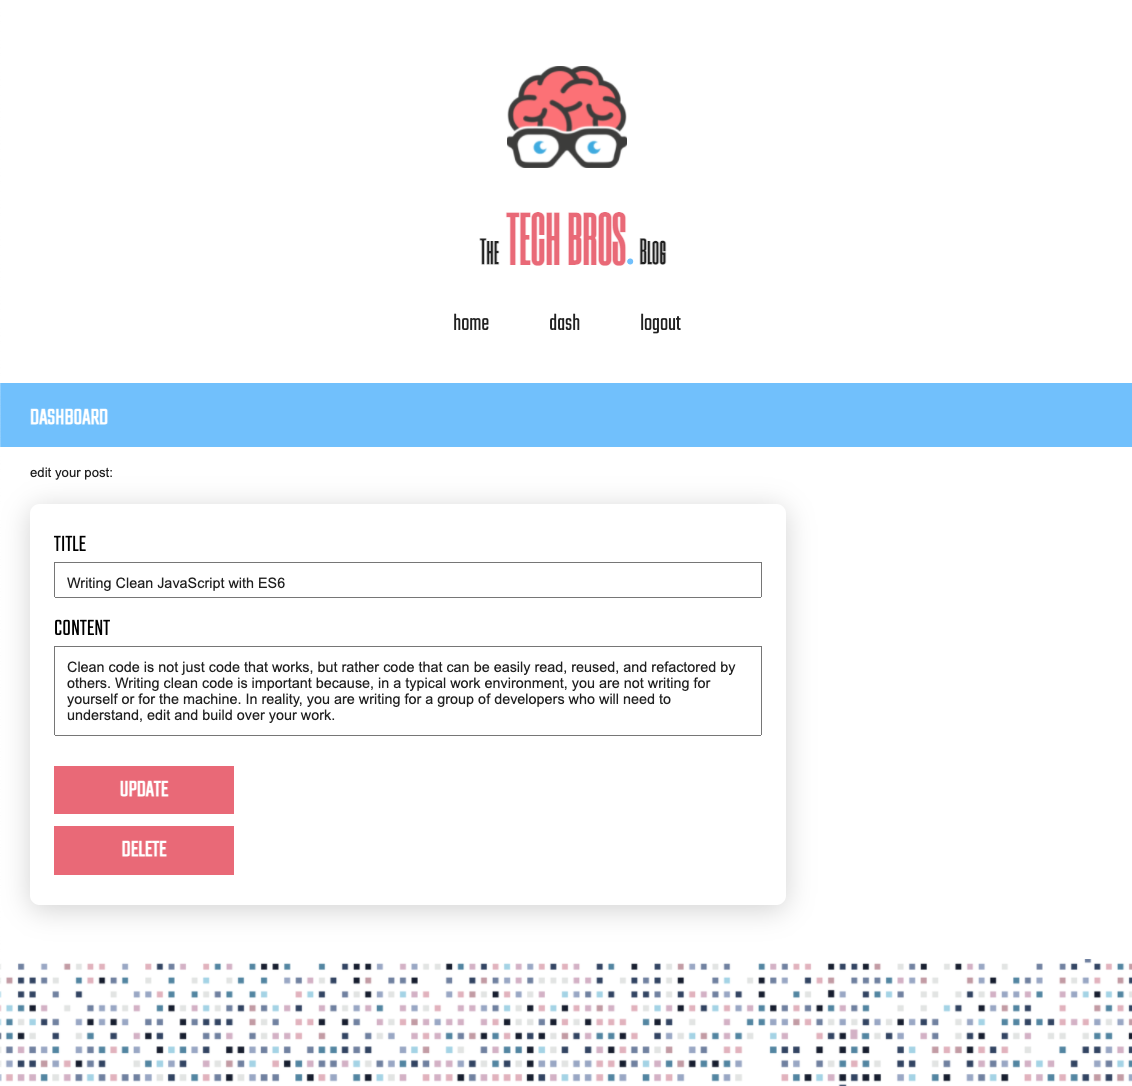 The TECH BROS. Blog
home dash logout
DASHBOARD
edit your post:
TITLE
Writing Clean JavaScript with ES6
CONTENT
Clean code is not just code that works, but rather code that can be easily read, reused, and refactored by
others. Writing clean code is important because, in a typical work environment, you are not writing for
yourself or for the machine. In reality, you are writing for a group of developers who will need to
understand, edit and build over your work.
UPDATE
DELETE